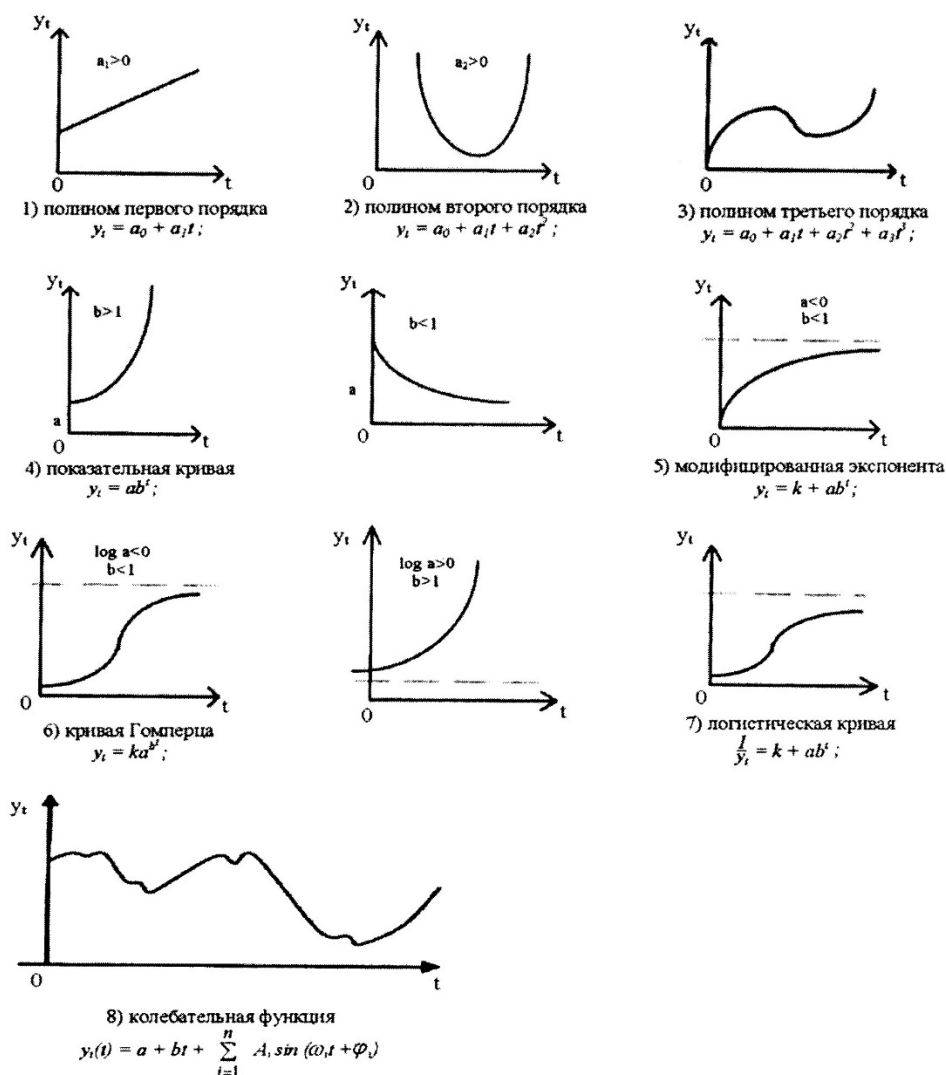 yₜ
a₁>0
0
t
1) полином первого порядка
yₜ = a₀ + a₁t ;
yₜ
a₂>0
0
t
2) полином второго порядка
yₜ = a₀ + a₁t + a₂t² ;
yₜ
0
t
3) полином третьего порядка
yₜ = a₀ + a₁t + a₂t² + a₃t³ ;
yₜ
b>1
a
0
t
4) показательная кривая
yₜ = abᵗ ;
yₜ
b<1
a
0
t
yₜ
a<0
b<1
0
t
5) модифицированная экспонента
yₜ = k + abᵗ ;
yₜ
log a<0
b<1
0
t
6) кривая Гомперца
yₜ = ka^bᵗ ;
yₜ
log a>0
b>1
0
t
yₜ
0
t
7) логистическая кривая
1/yₜ = k + abᵗ ;
yₜ
0
t
8) колебательная функция
n
yᵢ(t) = a + bt + Σ Aᵢ sin (ωᵢt + φᵢ)
i=1